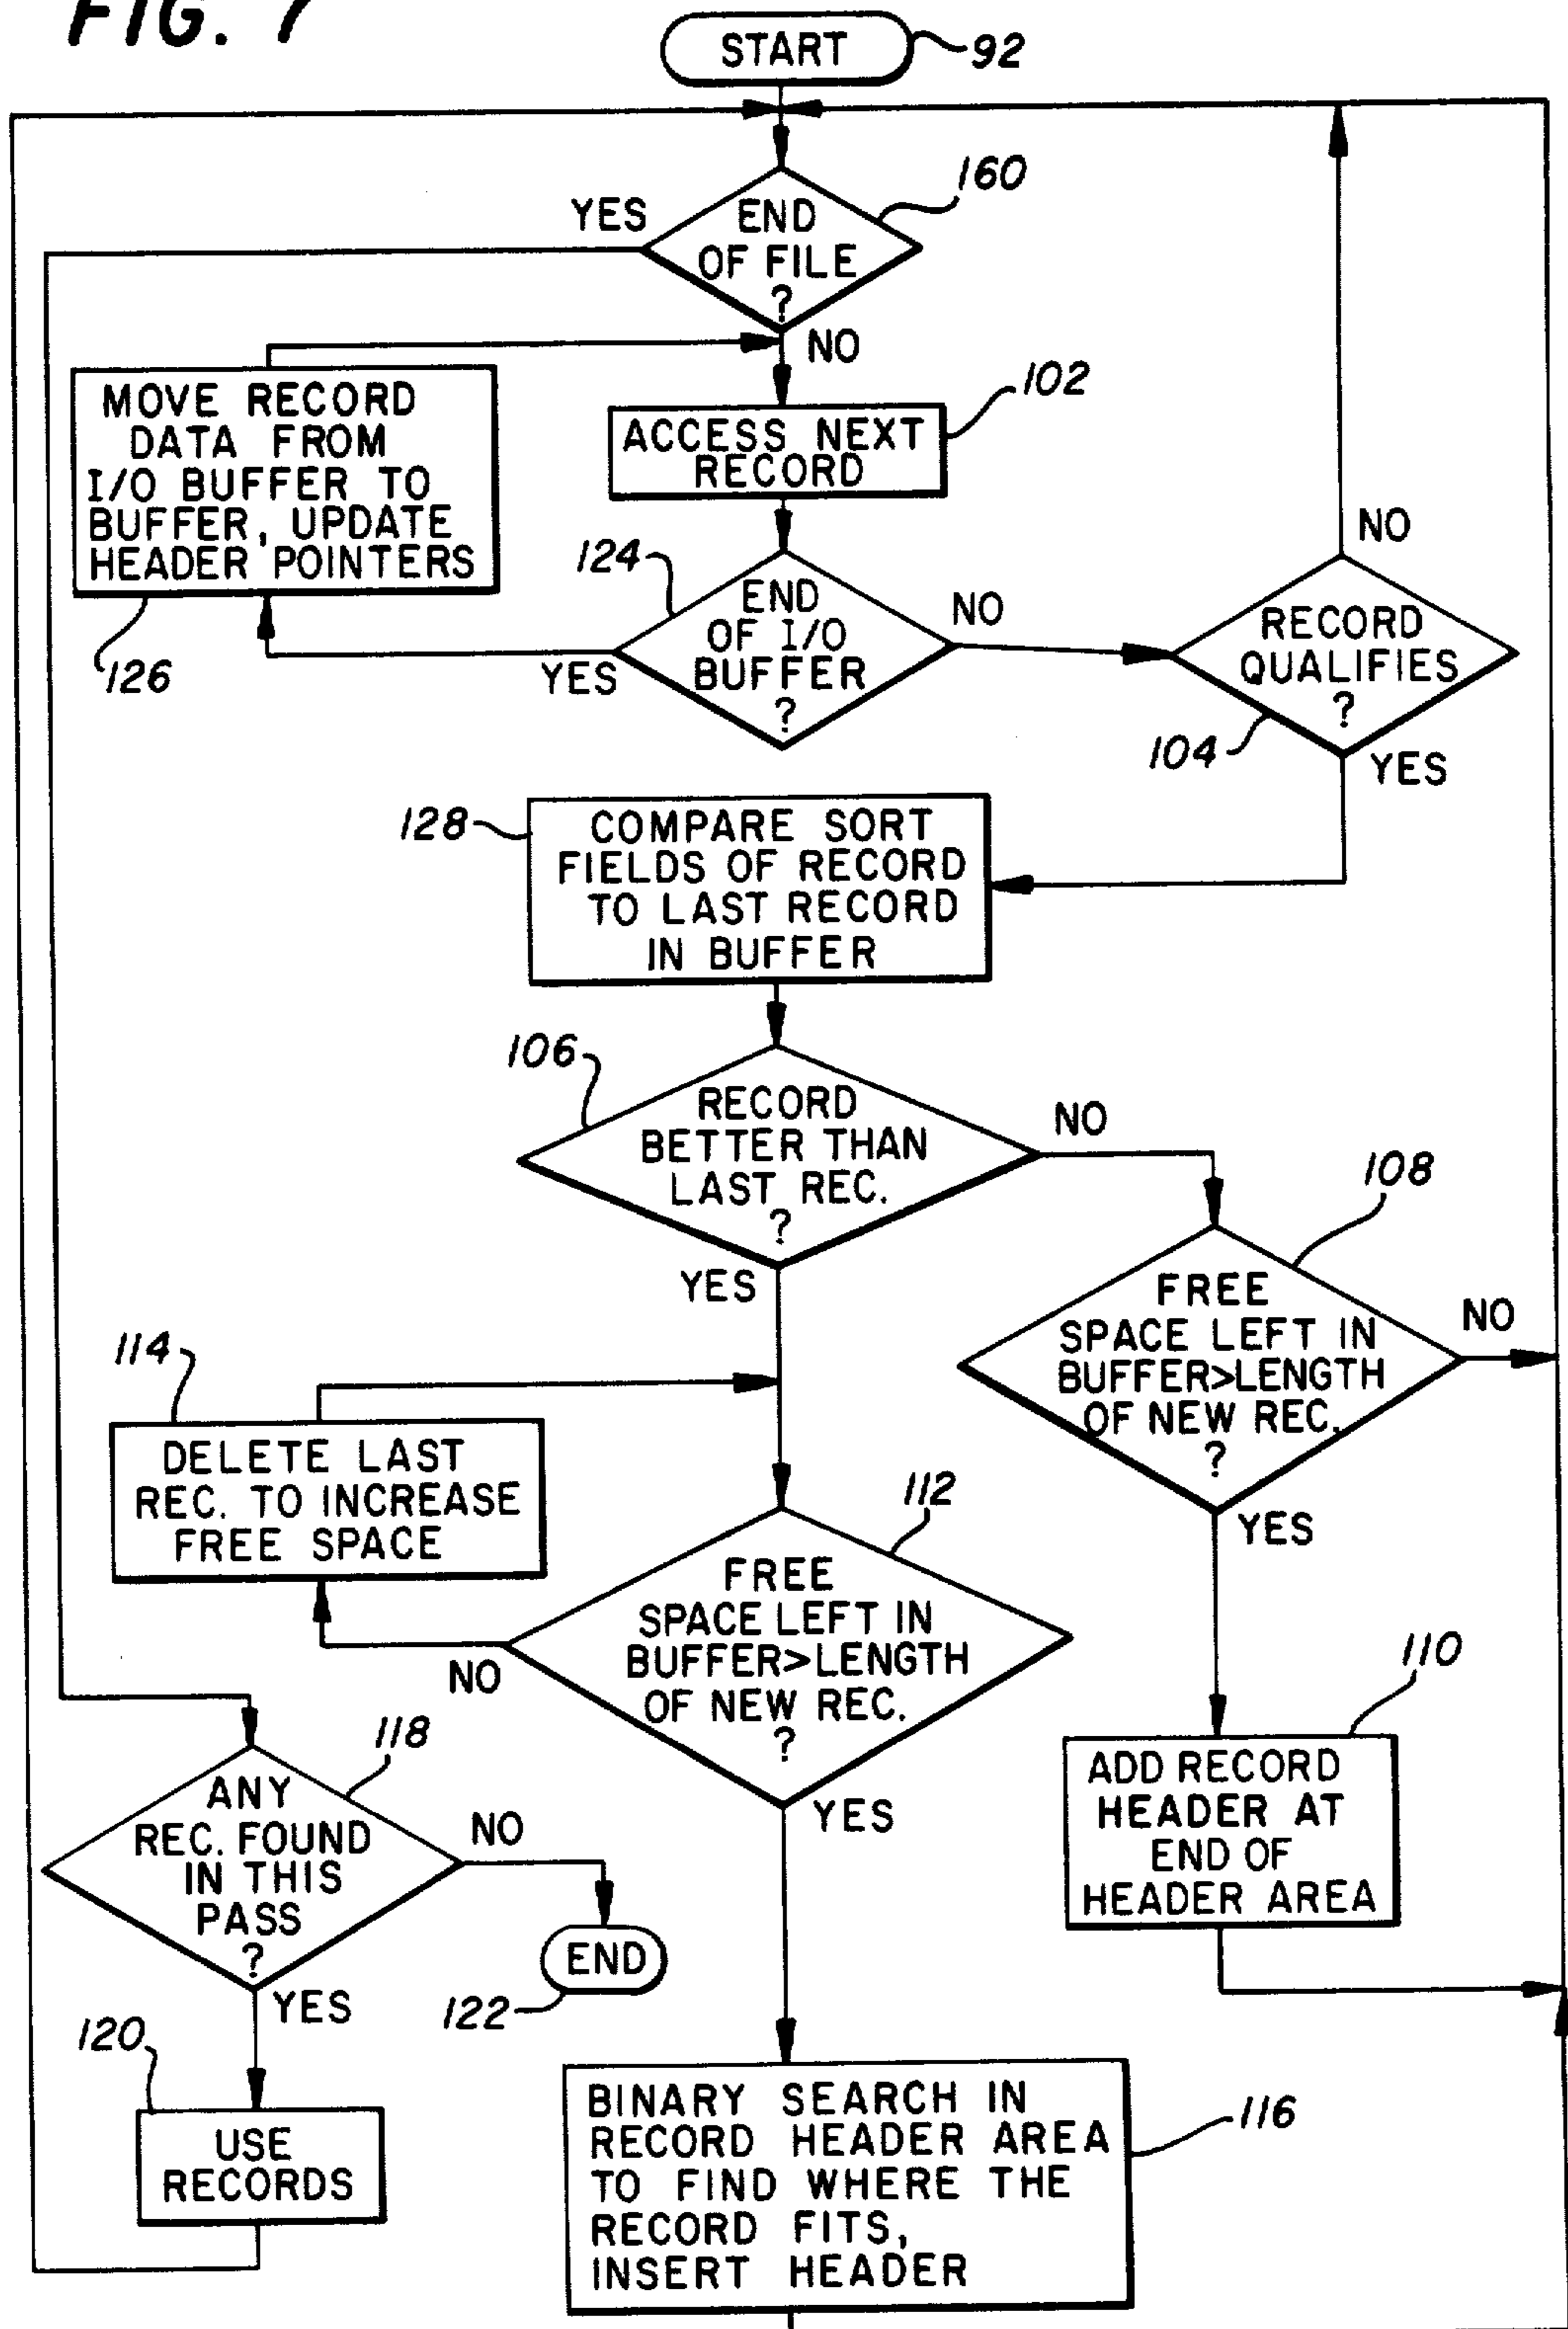 FIG. 7
START
92
160
YES
END
OF FILE
?
NO
MOVE RECORD
DATA FROM
I/O BUFFER TO
BUFFER, UPDATE
HEADER POINTERS
126
102
ACCESS NEXT
RECORD
124
END
OF I/O
BUFFER
?
YES
NO
NO
RECORD
QUALIFIES
?
104
YES
128
COMPARE SORT
FIELDS OF RECORD
TO LAST RECORD
IN BUFFER
106
RECORD
BETTER THAN
LAST REC.
?
NO
YES
108
FREE
SPACE LEFT IN
BUFFER>LENGTH
OF NEW REC.
?
NO
YES
114
DELETE LAST
REC. TO INCREASE
FREE SPACE
112
FREE
SPACE LEFT IN
BUFFER>LENGTH
OF NEW REC.
?
NO
YES
110
ADD RECORD
HEADER AT
END OF
HEADER AREA
118
ANY
REC. FOUND
IN THIS
PASS
?
NO
END
122
YES
120
USE
RECORDS
BINARY SEARCH IN
RECORD HEADER AREA
TO FIND WHERE THE
RECORD FITS,
INSERT HEADER
116